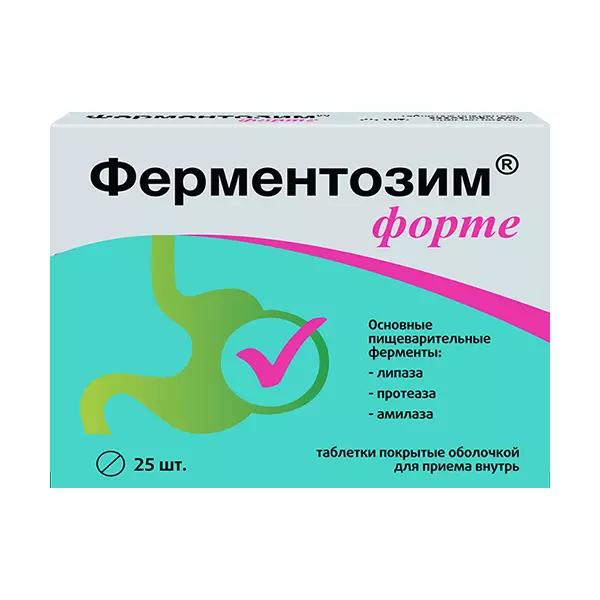 Ферментозим®
форте
Основные
пищеварительные
ферменты:
- липаза
- протеаза
- амилаза
таблетки покрытые оболочкой
для приема внутрь
25 шт.